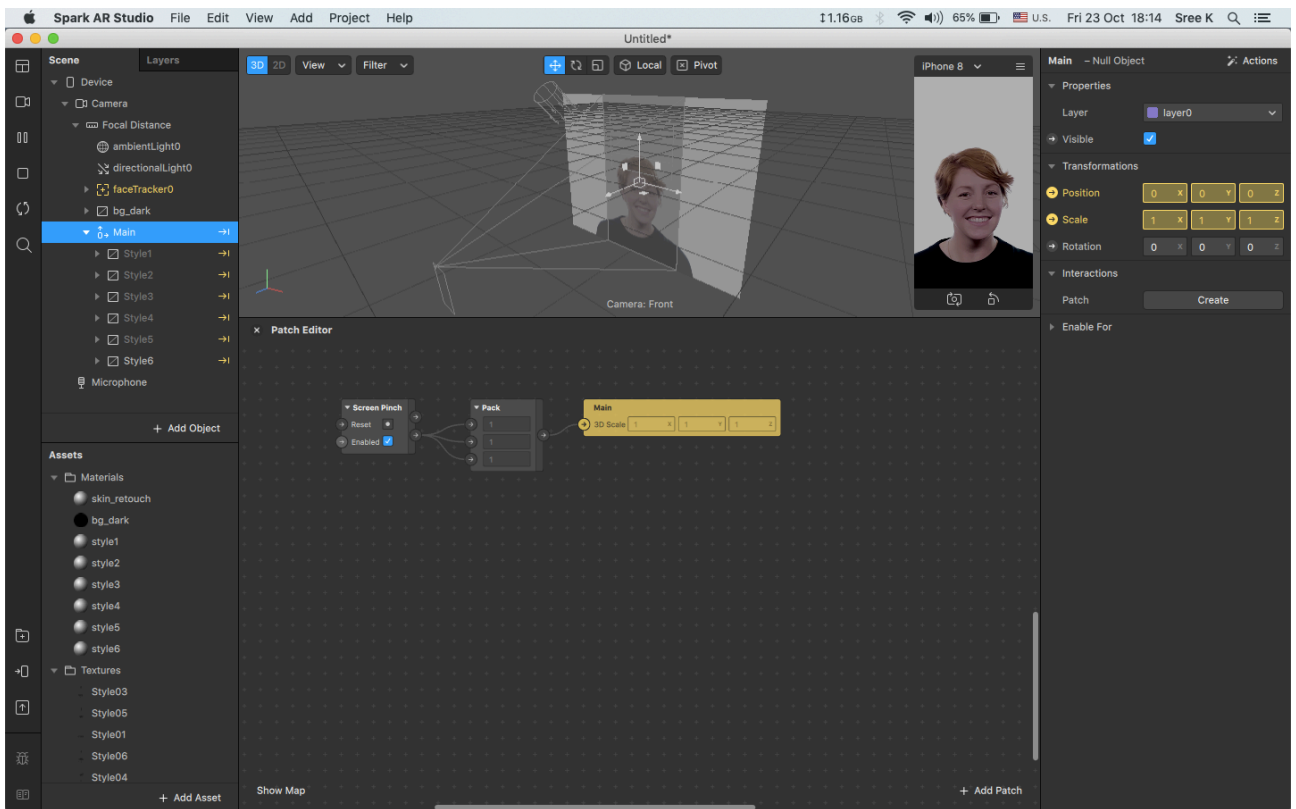 Spark AR Studio File Edit View Add Project Help 1.16GB 65% U.S. Fri 23 Oct 18:14 Sree K
Untitled*
Scene Layers
Device
Camera
Focal Distance
ambientLight0
directionalLight0
faceTracker0
bg_dark
Main
Style1
Style2
Style3
Style4
Style5
Style6
Microphone
+ Add Object
Assets
Materials
skin_retouch
bg_dark
style1
style2
style3
style4
style5
style6
Textures
Style03
Style05
Style01
Style06
Style04
+ Add Asset
3D 2D View Filter Local Pivot
Camera: Front
iPhone 8
× Patch Editor
Screen Pinch
Reset
Enabled
Pack
1
1
1
Main
3D Scale 1 X 1 Y 1 Z
Show Map
+ Add Patch
Main – Null Object Actions
Properties
Layer layer0
Visible
Transformations
Position 0 X 0 Y 0 Z
Scale 1 X 1 Y 1 Z
Rotation 0 X 0 Y 0 Z
Interactions
Patch Create
Enable For